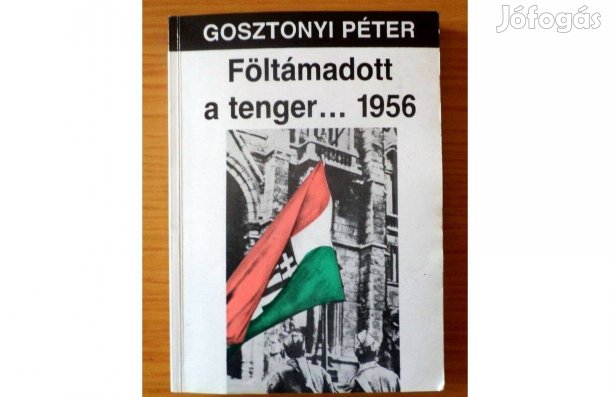 Jófogás
GOSZTONYI PÉTER
Föltámadott
a tenger... 1956